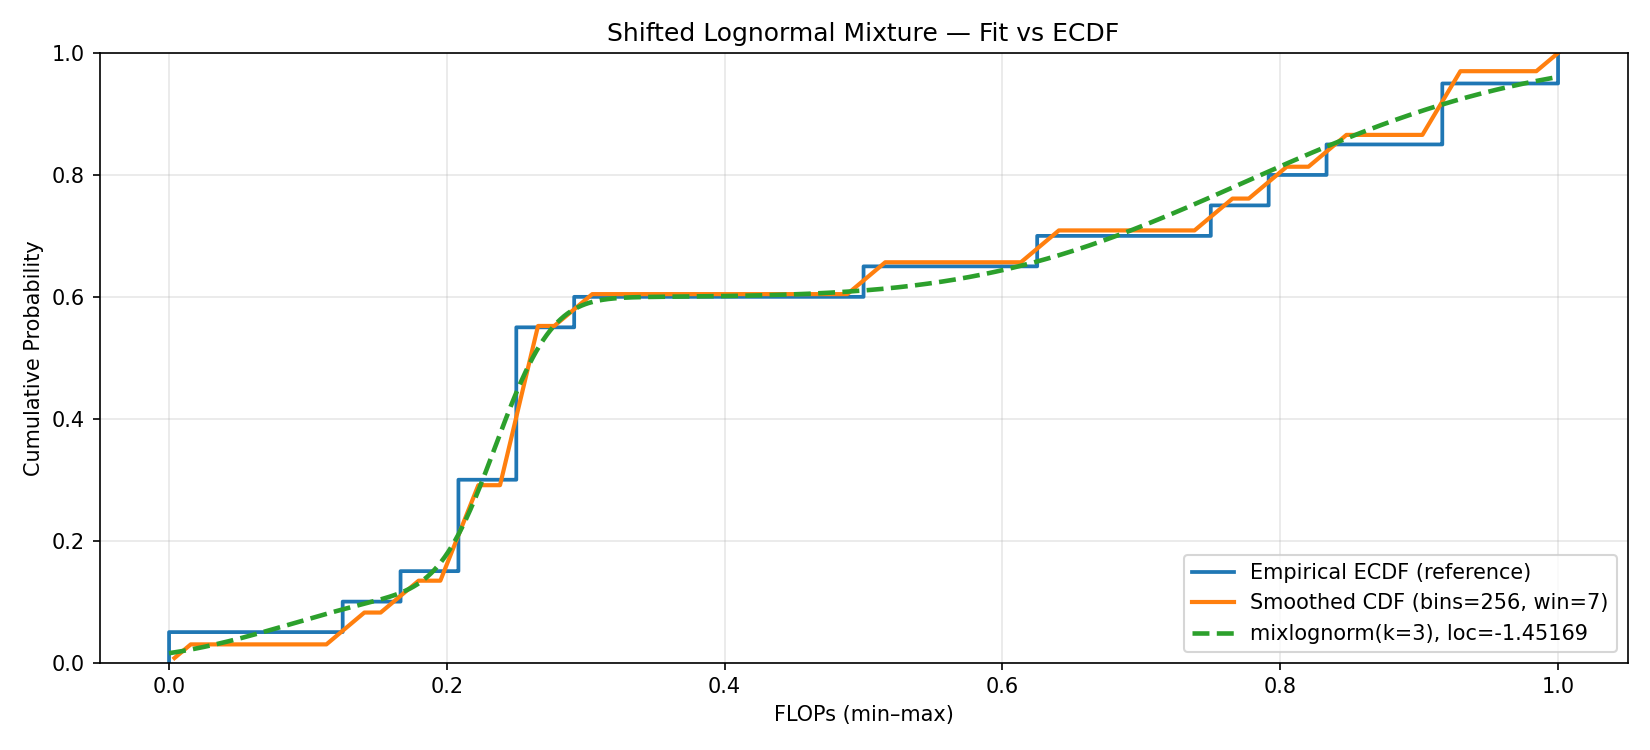 Shifted Lognormal Mixture — Fit vs ECDF
1.0
0.8
0.6
0.4
0.2
0.0
Cumulative Probability
Empirical ECDF (reference)
Smoothed CDF (bins=256, win=7)
mixlognorm(k=3), loc=-1.45169
0.0 0.2 0.4 0.6 0.8 1.0
FLOPs (min–max)